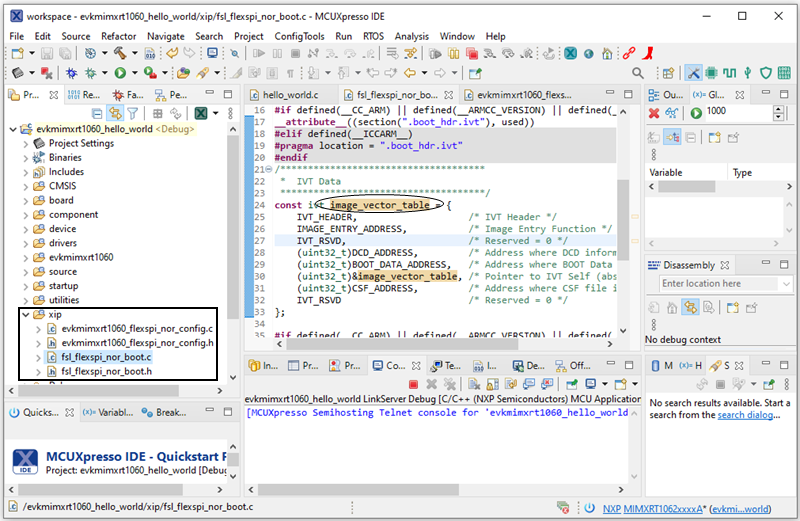 workspace - evkmimxrt1060_hello_world/xip/fsl_flexspi_nor_boot.c - MCUXpresso IDE
File Edit Source Refactor Navigate Search Project ConfigTools Run RTOS Analysis Window Help
Pr... Re... Fa... Pe...
evkmimxrt1060_hello_world <Debug>
Project Settings
Binaries
Includes
CMSIS
board
component
device
drivers
evkmimxrt1060
source
startup
utilities
xip
evkmimxrt1060_flexspi_nor_config.c
evkmimxrt1060_flexspi_nor_config.h
fsl_flexspi_nor_boot.c
fsl_flexspi_nor_boot.h
Quicks... (x)= Variabl... Break...
MCUXpresso IDE - Quickstart P
IDE
Project: evkmimxrt1060_hello_world [Debug]
hello_world.c fsl_flexspi_nor_bo... evkmimxrt1060_flexs...
16 #if defined(__CC_ARM) || defined(__ARMCC_VERSION) || defined(_
17 __attribute__((section(".boot_hdr.ivt"), used))
18 #elif defined(__ICCARM__)
19 #pragma location = ".boot_hdr.ivt"
20 #endif
21 /*************************************
22 * IVT Data
23 *************************************/
24 const ivt image_vector_table = {
25 IVT_HEADER, /* IVT Header */
26 IMAGE_ENTRY_ADDRESS, /* Image Entry Function */
27 IVT_RSVD, /* Reserved = 0 */
28 (uint32_t)DCD_ADDRESS, /* Address where DCD inform
29 (uint32_t)BOOT_DATA_ADDRESS, /* Address where BOOT Data
30 (uint32_t)&image_vector_table, /* Pointer to IVT Self (abs
31 (uint32_t)CSF_ADDRESS, /* Address where CSF file i
32 IVT_RSVD /* Reserved = 0 */
33 };
34
35 #if defined(__CC_ARM) || defined(__ARMCC_VERSION) || defined(
In... Pr... Pr... Co... Te... I... De... Off...
evkmimxrt1060_hello_world LinkServer Debug [C/C++ (NXP Semiconductors) MCU Application
[MCUXpresso Semihosting Telnet console for 'evkmimxrt1060_hello_world
Ou... (x)= Gl...
1000
Variable Type
Disassembly
Enter location here
No debug context
M (x)= H S
No search results available. Start a
search from the search dialog...
/evkmimxrt1060_hello_world/xip/fsl_flexspi_nor_boot.c
NXP MIMXRT1062xxxxA* (evkmi...world)